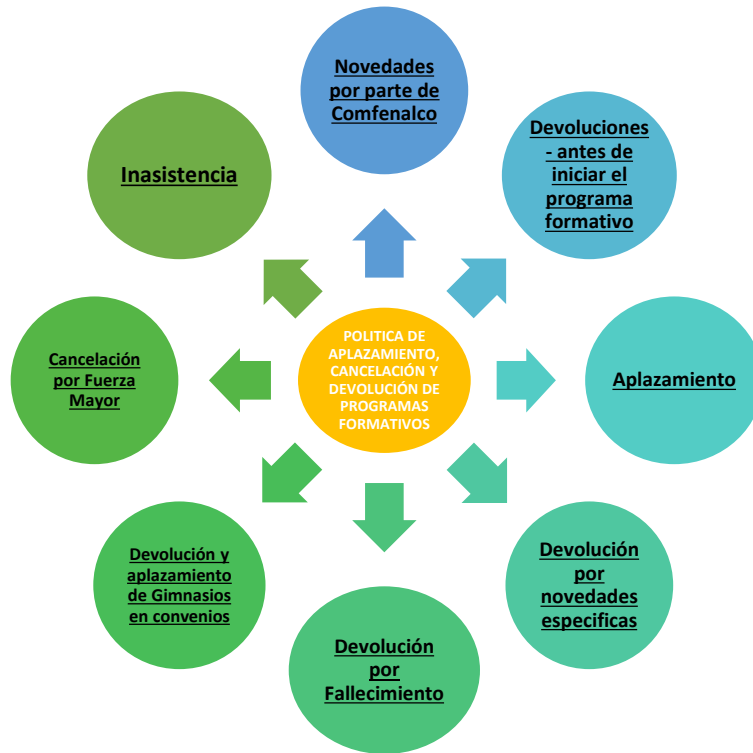 Novedades
por parte de
Comfenalco
Devoluciones
- antes de
iniciar el
programa
formativo
Aplazamiento
Devolución
por
novedades
especificas
Devolución
por
Fallecimiento
Devolución y
aplazamiento
de Gimnasios
en convenios
Cancelación
por Fuerza
Mayor
Inasistencia
POLITICA DE
APLAZAMIENTO,
CANCELACIÓN Y
DEVOLUCIÓN DE
PROGRAMAS
FORMATIVOS